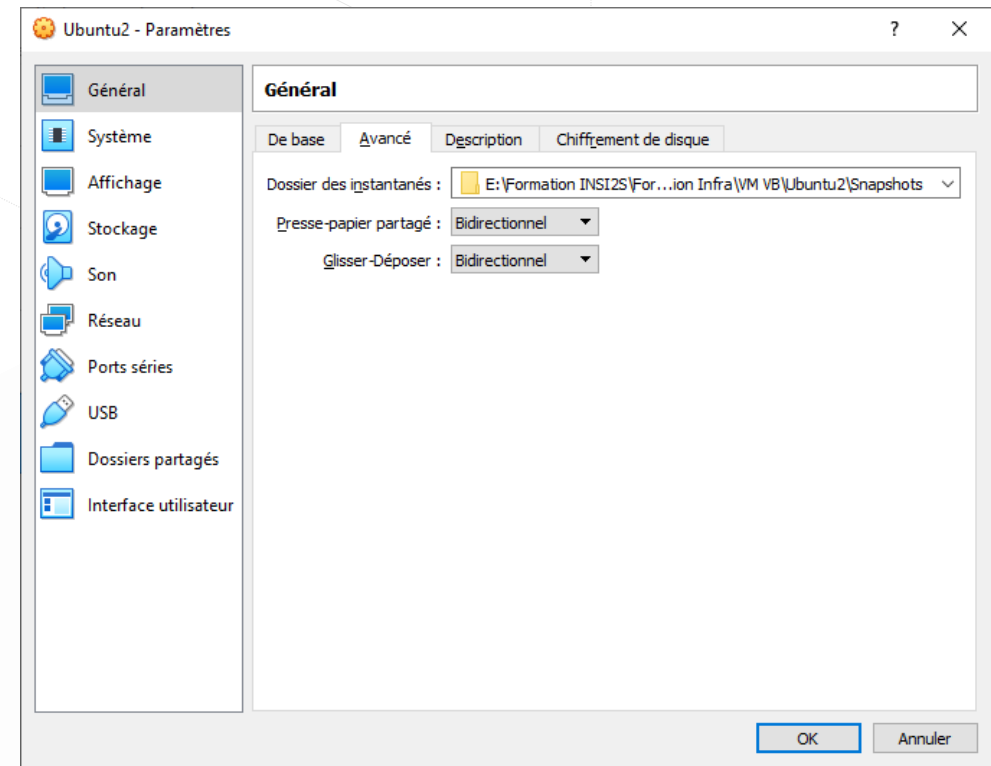 Ubuntu2 - Paramètres
?
Général
Système
Affichage
Stockage
Son
Réseau
Ports séries
USB
Dossiers partagés
Interface utilisateur
Général
De base Avancé Description Chiffrement de disque
Dossier des instantanés : E:\Formation INSI2S\For...ion Infra\VM VB\Ubuntu2\Snapshots
Presse-papier partagé : Bidirectionnel
Glisser-Déposer : Bidirectionnel
OK Annuler